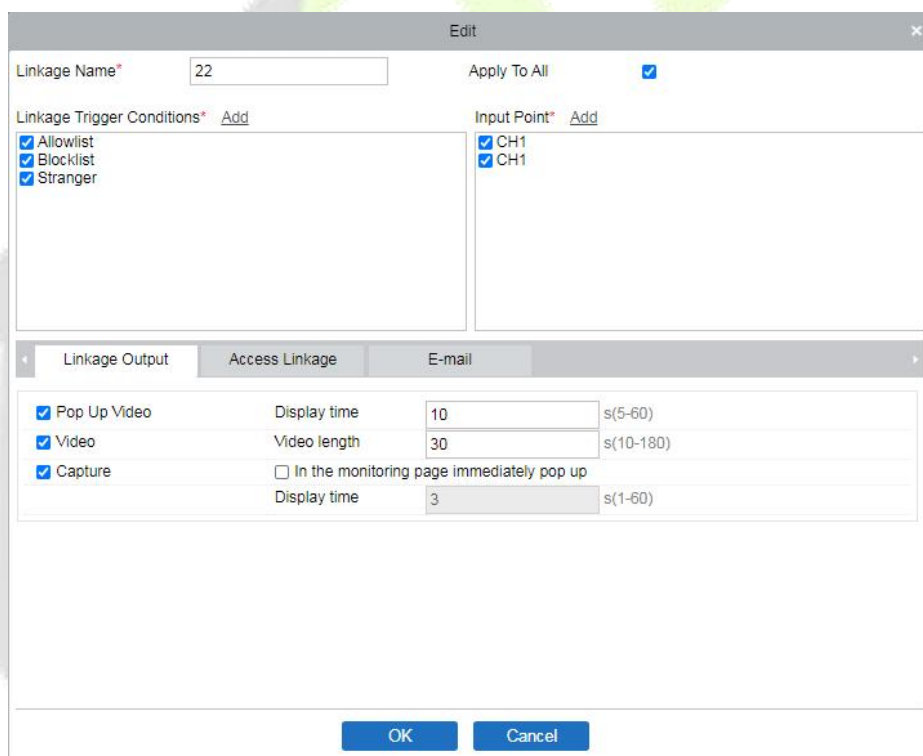 Edit
Linkage Name* 22 Apply To All
Linkage Trigger Conditions* Add Input Point* Add
Allowlist CH1
Blocklist CH1
Stranger
Linkage Output Access Linkage E-mail
Pop Up Video Display time 10 s(5-60)
Video Video length 30 s(10-180)
Capture In the monitoring page immediately pop up
Display time 3 s(1-60)
OK Cancel